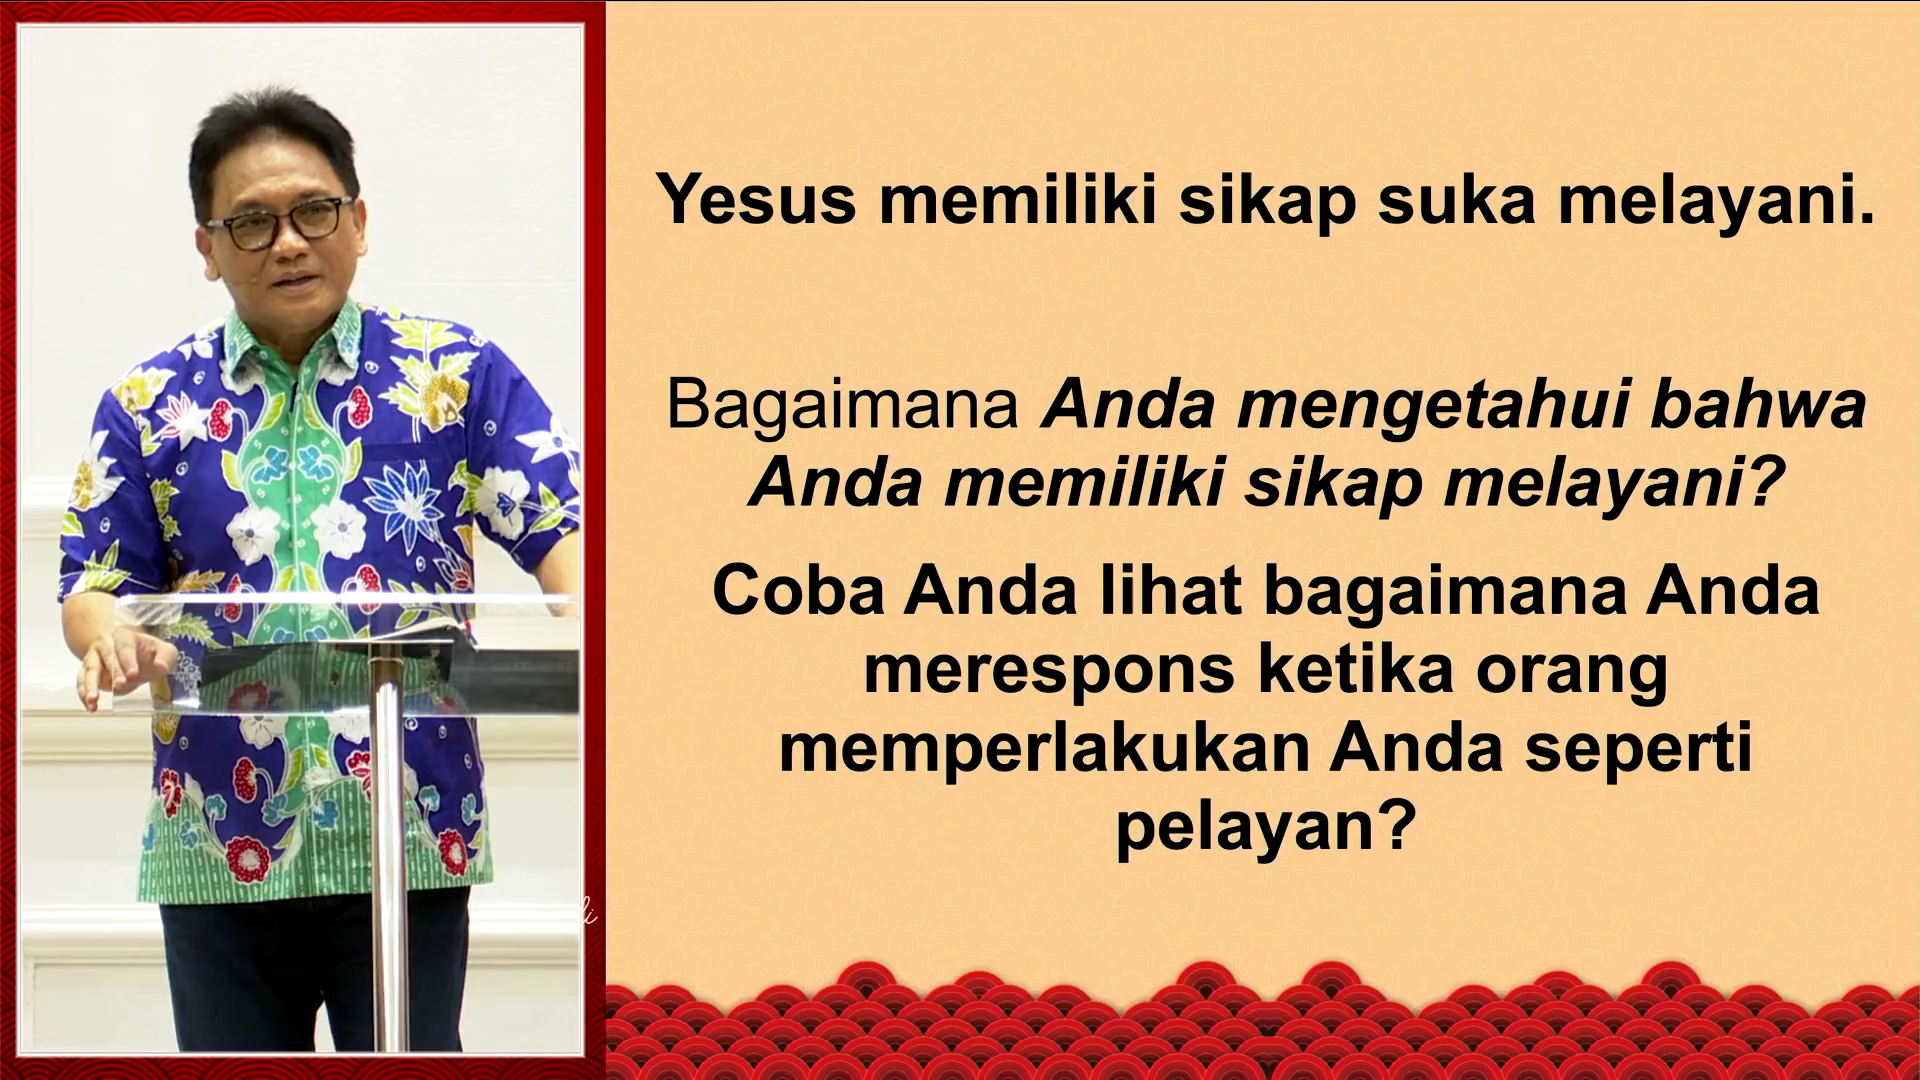 Yesus memiliki sikap suka melayani.
Bagaimana Anda mengetahui bahwa
Anda memiliki sikap melayani?
Coba Anda lihat bagaimana Anda
merespons ketika orang
memperlakukan Anda seperti
pelayan?